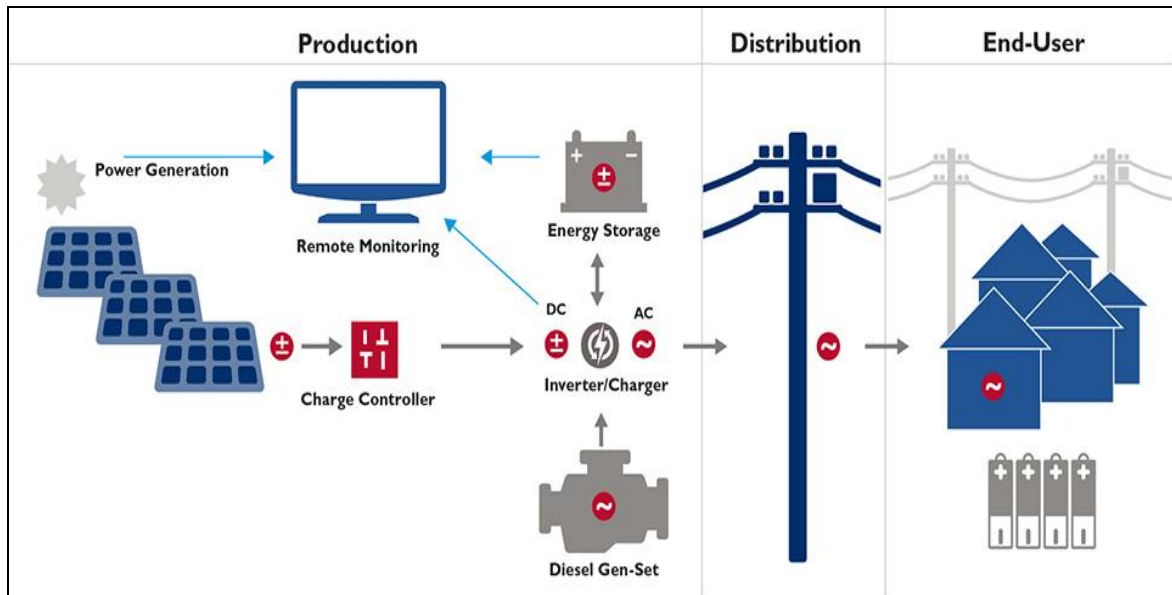 Production
Distribution
End-User
Power Generation
Remote Monitoring
+ −
±
Energy Storage
DC
AC
±
±
~
~
Charge Controller
Inverter/Charger
~
~
Diesel Gen-Set
+ + + +